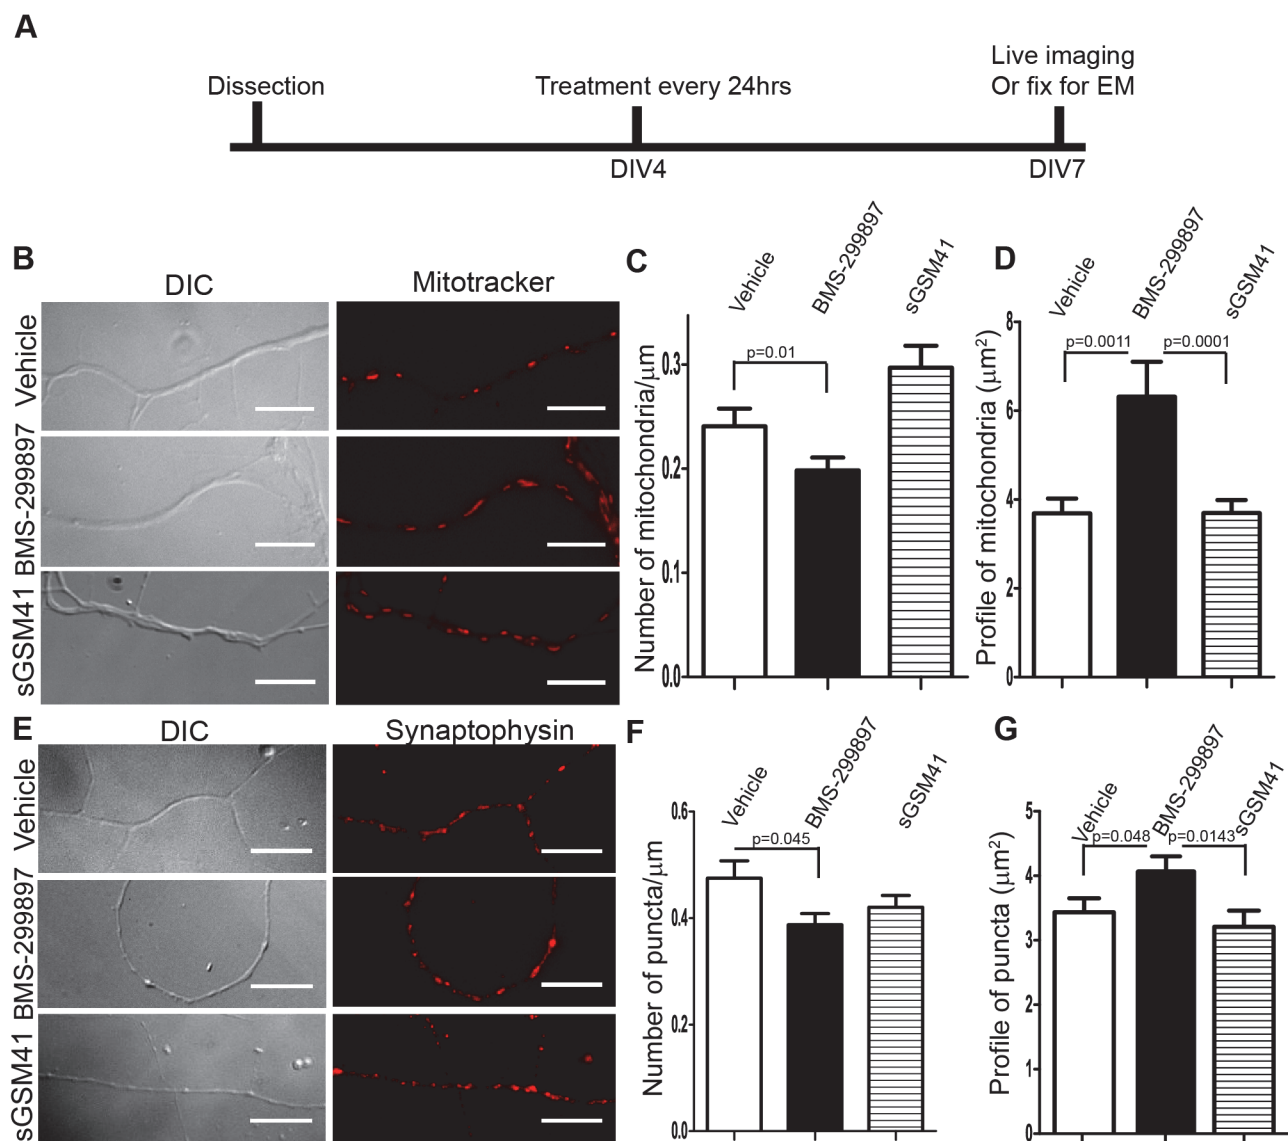 A
Dissection
Treatment every 24hrs
Live imaging
Or fix for EM
DIV4
DIV7
B
DIC
Mitotracker
Vehicle
BMS-299897
sGSM41
C
Vehicle
BMS-299897
sGSM41
p=0.01
Number of mitochondria/μm
0.3
0.2
0.1
0.0
D
Vehicle
BMS-299897
sGSM41
p=0.0011
p=0.0001
Profile of mitochondria (μm²)
8
6
4
2
0
E
DIC
Synaptophysin
Vehicle
BMS-299897
sGSM41
F
Vehicle
BMS-299897
sGSM41
p=0.045
Number of puncta/μm
0.6
0.4
0.2
0.0
G
Vehicle
BMS-299897
sGSM41
p=0.048
p=0.0143
Profile of puncta (μm²)
5
4
3
2
1
0